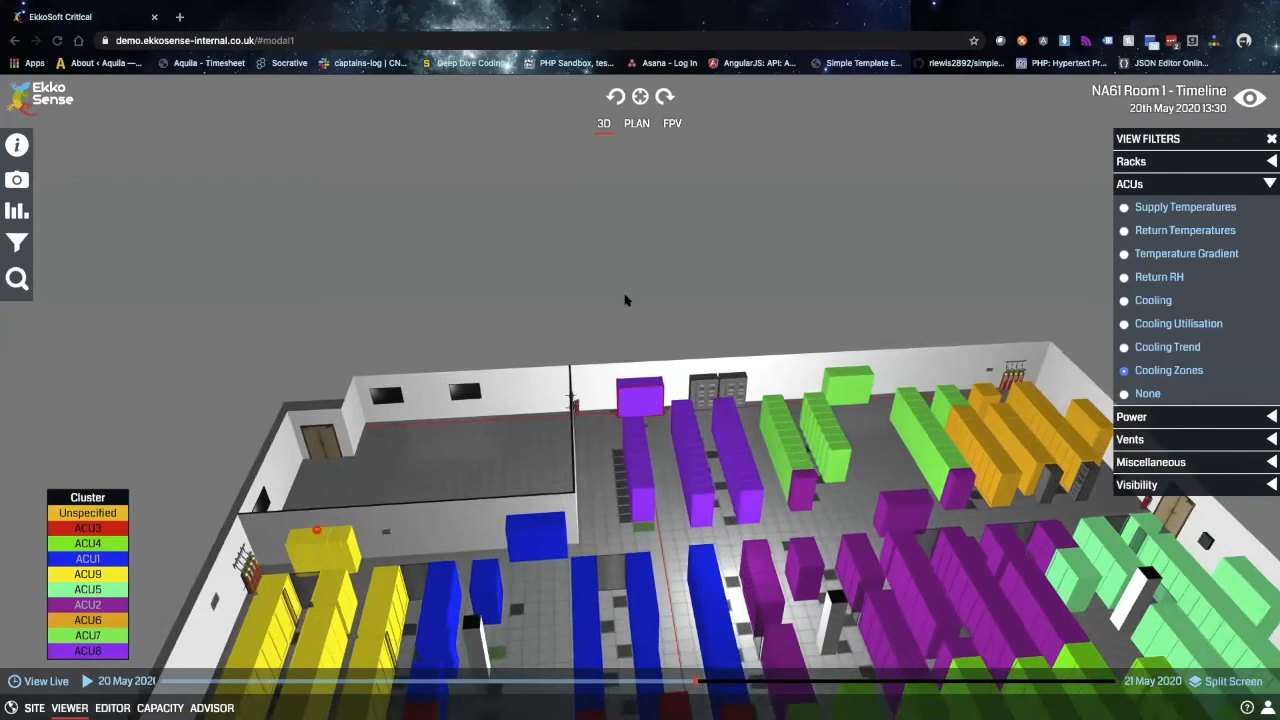 EkkoSoft Critical
demo.ekkosense-internal.co.uk/#modal1
Apps
About <Aquila—...
Aquila - Timesheet
Socrative
captains-log | CN...
Deep Dive Coding...
PHP Sandbox, tes...
Asana - Log In
AngularJS: API: A...
Simple Template E...
rlewis2892/simple...
PHP: Hypertext Pr...
JSON Editor Onlin...
Ekko
Sense
NA61 Room 1 - Timeline
20th May 2020 13:30
3D PLAN FPV
VIEW FILTERS
Racks
ACUs
Supply Temperatures
Return Temperatures
Temperature Gradient
Return RH
Cooling
Cooling Utilisation
Cooling Trend
Cooling Zones
None
Power
Vents
Miscellaneous
Visibility
Cluster
Unspecified
ACU3
ACU4
ACU1
ACU9
ACU5
ACU2
ACU6
ACU7
ACU8
View Live
20 May 2020
21 May 2020
Split Screen
SITE VIEWER EDITOR CAPACITY ADVISOR